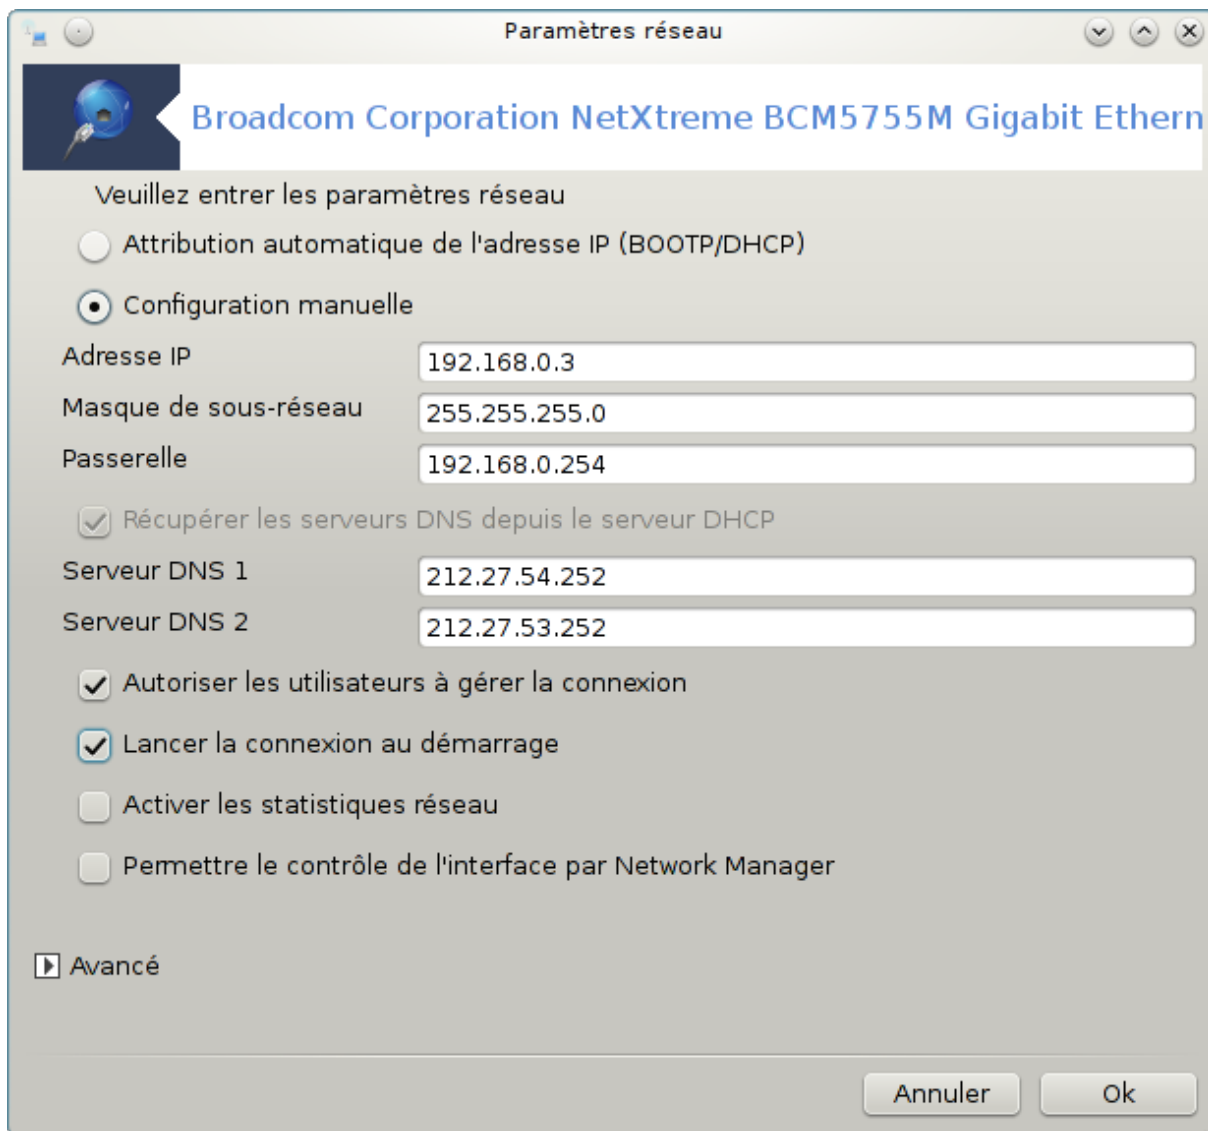 Paramètres réseau
Broadcom Corporation NetXtreme BCM5755M Gigabit Ethern
Veuillez entrer les paramètres réseau
Attribution automatique de l'adresse IP (BOOTP/DHCP)
Configuration manuelle
Adresse IP 192.168.0.3
Masque de sous-réseau 255.255.255.0
Passerelle 192.168.0.254
Récupérer les serveurs DNS depuis le serveur DHCP
Serveur DNS 1 212.27.54.252
Serveur DNS 2 212.27.53.252
Autoriser les utilisateurs à gérer la connexion
Lancer la connexion au démarrage
Activer les statistiques réseau
Permettre le contrôle de l'interface par Network Manager
Avancé
Annuler Ok